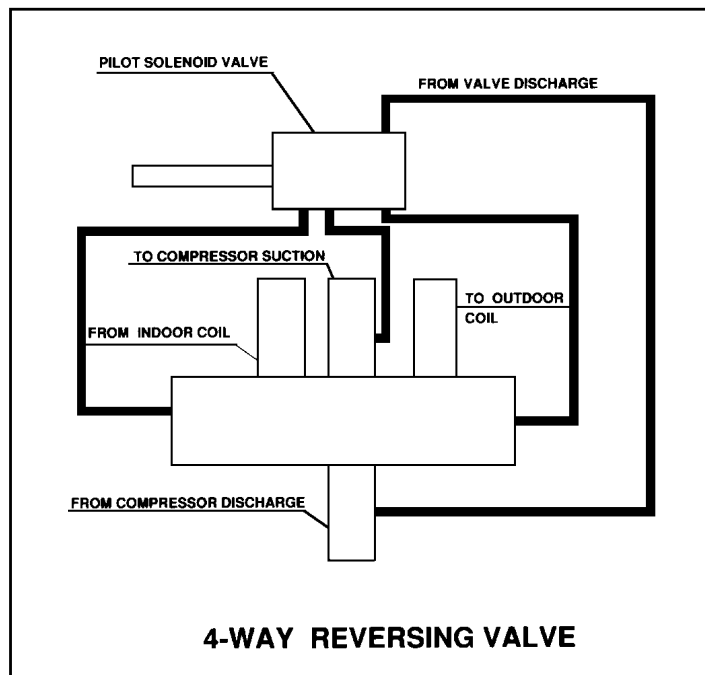 PILOT SOLENOID VALVE
FROM VALVE DISCHARGE
TO COMPRESSOR SUCTION
TO OUTDOOR
COIL
FROM INDOOR COIL
FROM COMPRESSOR DISCHARGE
4-WAY REVERSING VALVE